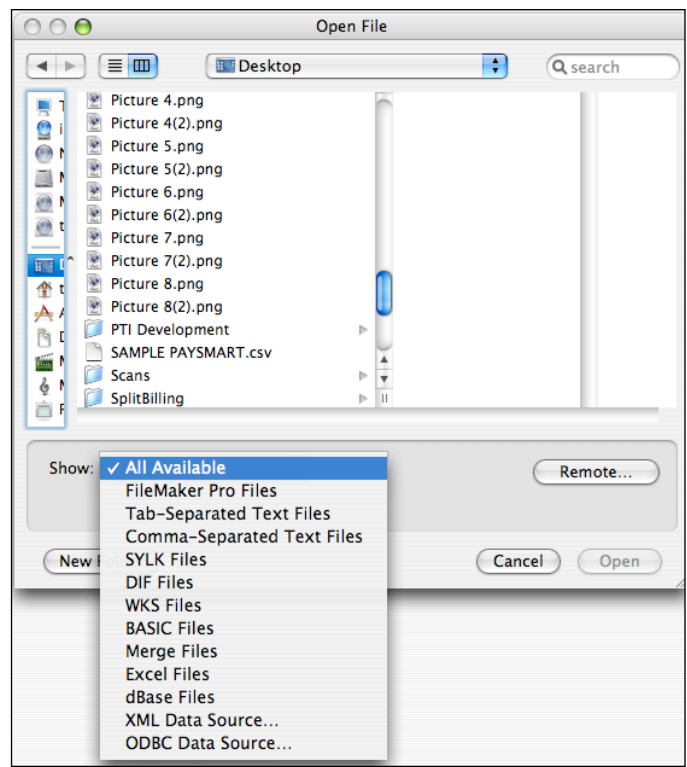 Open File
Desktop
search
Picture 4.png
Picture 4(2).png
Picture 5.png
Picture 5(2).png
Picture 6.png
Picture 6(2).png
Picture 7.png
Picture 7(2).png
Picture 8.png
Picture 8(2).png
PTI Development
SAMPLE PAYSMART.csv
Scans
SplitBilling
Show: ✓ All Available
Remote...
FileMaker Pro Files
Tab-Separated Text Files
Comma-Separated Text Files
SYLK Files
New
Cancel
Open
DIF Files
WKS Files
BASIC Files
Merge Files
Excel Files
dBase Files
XML Data Source...
ODBC Data Source...